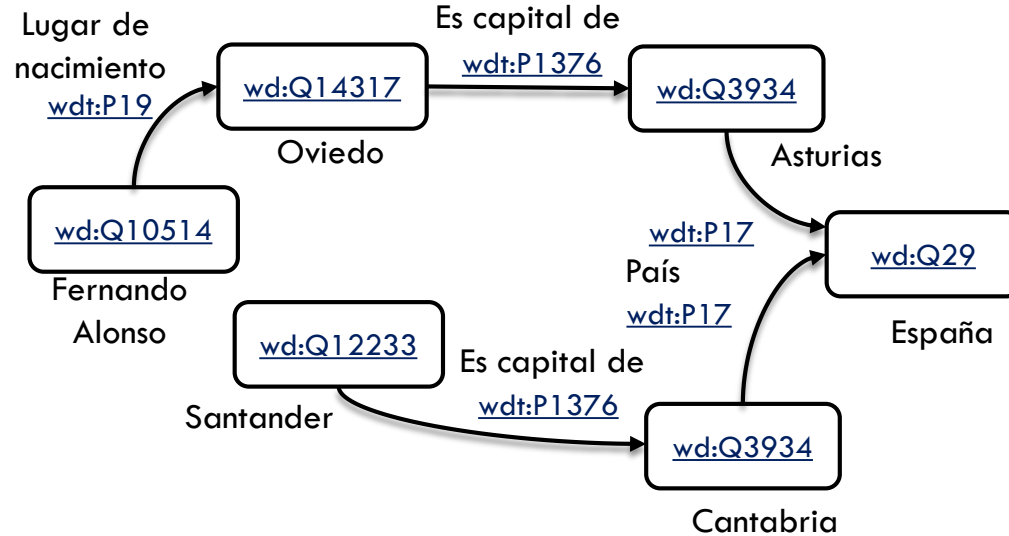 Lugar de
nacimiento
wdt:P19
Es capital de
wdt:P1376
wd:Q14317
Oviedo
wd:Q3934
Asturias
wd:Q10514
Fernando
Alonso
wdt:P17
País
wdt:P17
wd:Q29
España
wd:Q12233
Santander
Es capital de
wdt:P1376
wd:Q3934
Cantabria